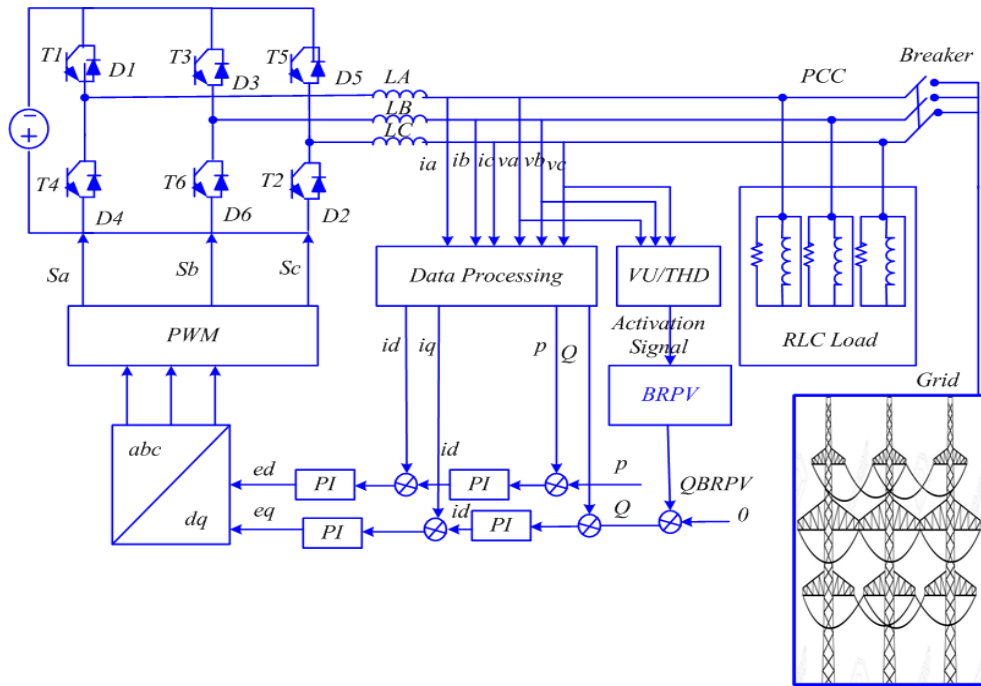 T1
D1
T3
D3
T5
D5
LA
LB
LC
PCC
Breaker
ia
ib
ic
va
vb
vc
T4
D4
T6
D6
T2
D2
Sa
Sb
Sc
Data Processing
VU/THD
PWM
id
iq
p
Q
Activation
Signal
RLC Load
BRPV
Grid
abc
dq
ed
PI
id
PI
p
eq
PI
id
PI
Q
QBRPV
0